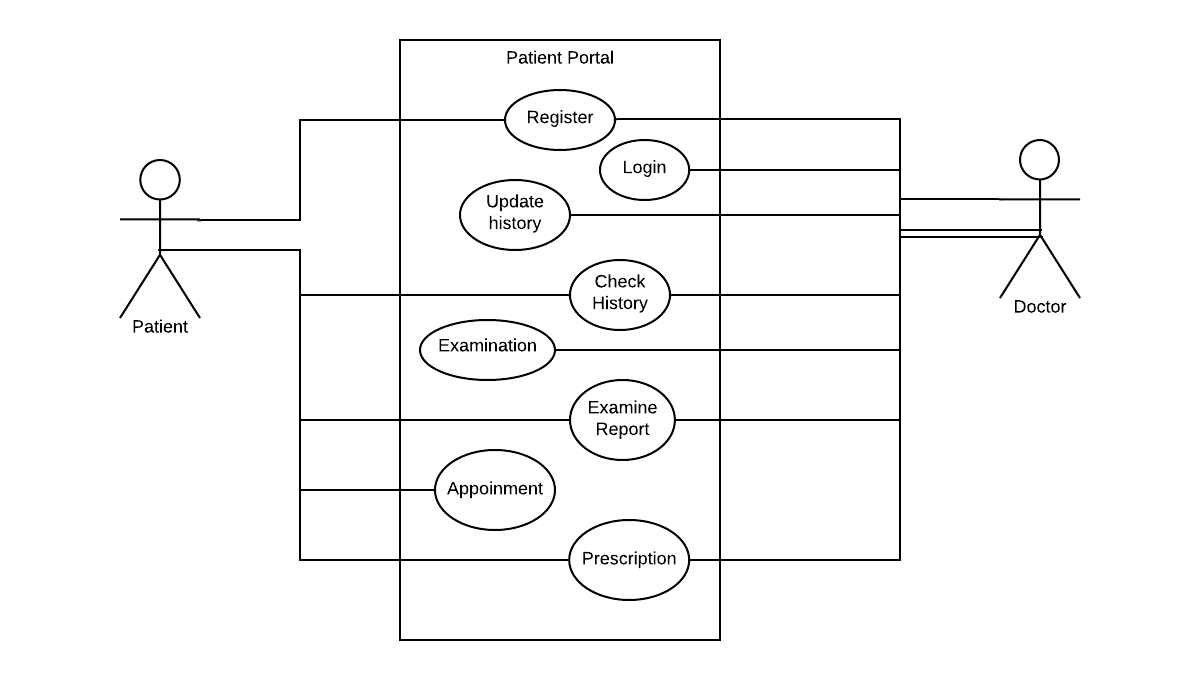 Patient Portal
Register
Login
Update
history
Check
History
Patient
Doctor
Examination
Examine
Report
Appoinment
Prescription